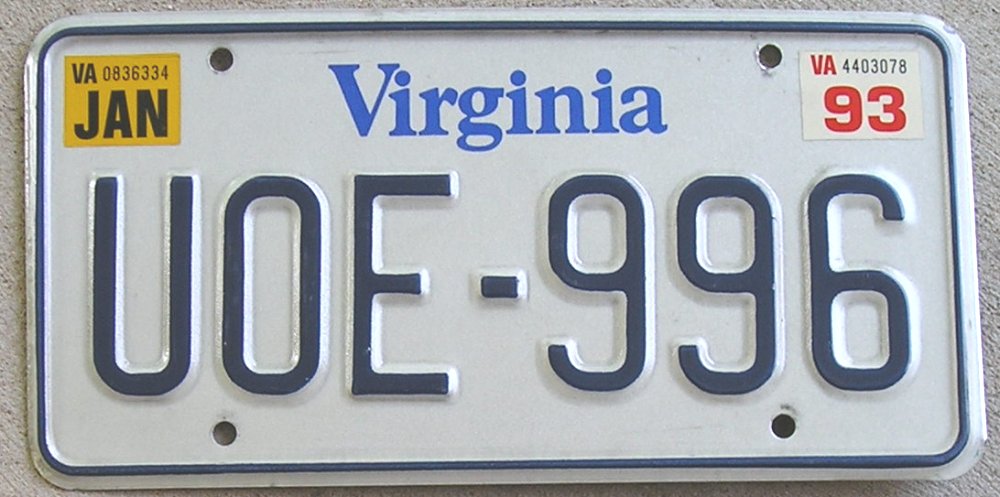 VA 0836334
JAN
Virginia
VA 4403078
93
UOE-996